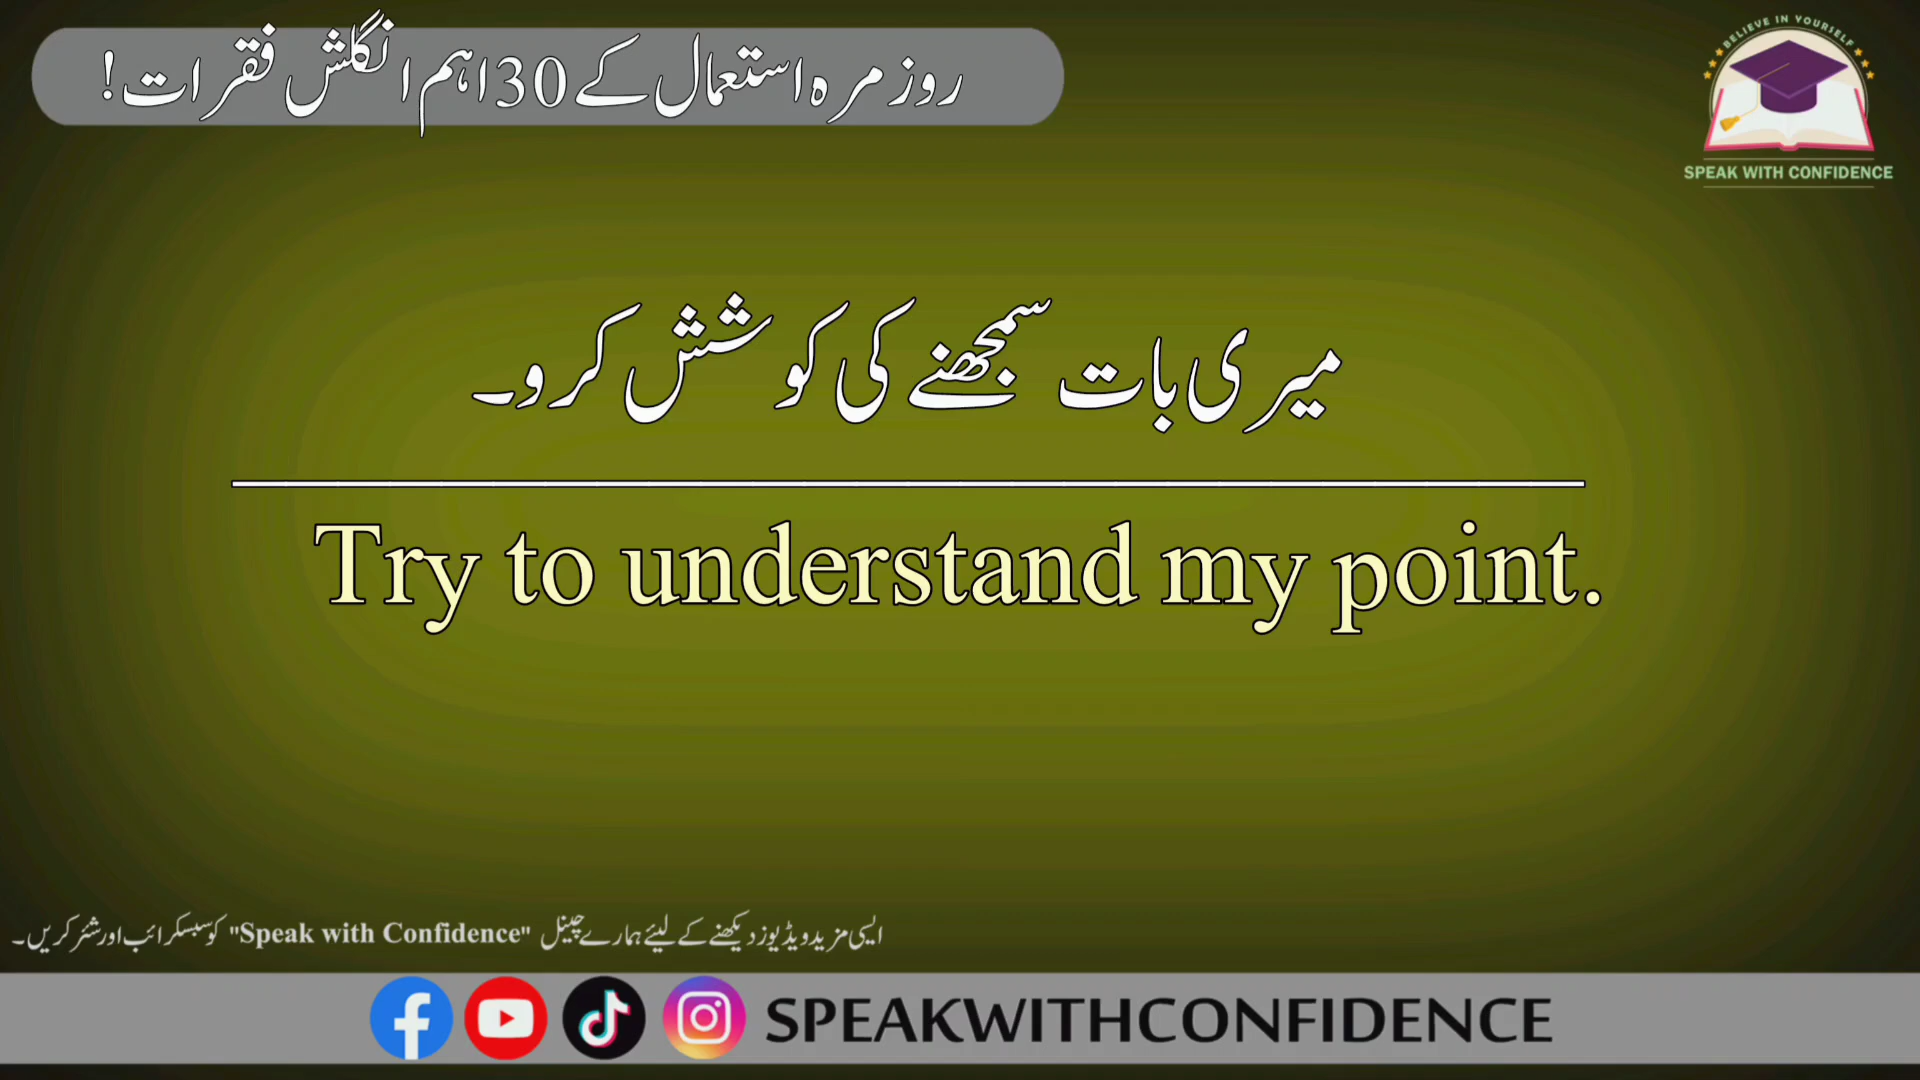 روزمرہ استعمال کے 30 اہم انگلش فقرات!
BELIEVE IN YOURSELF
SPEAK WITH CONFIDENCE
میری بات سمجھنے کی کوشش کرو۔
Try to understand my point.
ایسی مزید ویڈیوز دیکھنے کے لیئے ہمارے چینل "Speak with Confidence" کو سبسکرائب اور شئر کریں۔
SPEAKWITHCONFIDENCE